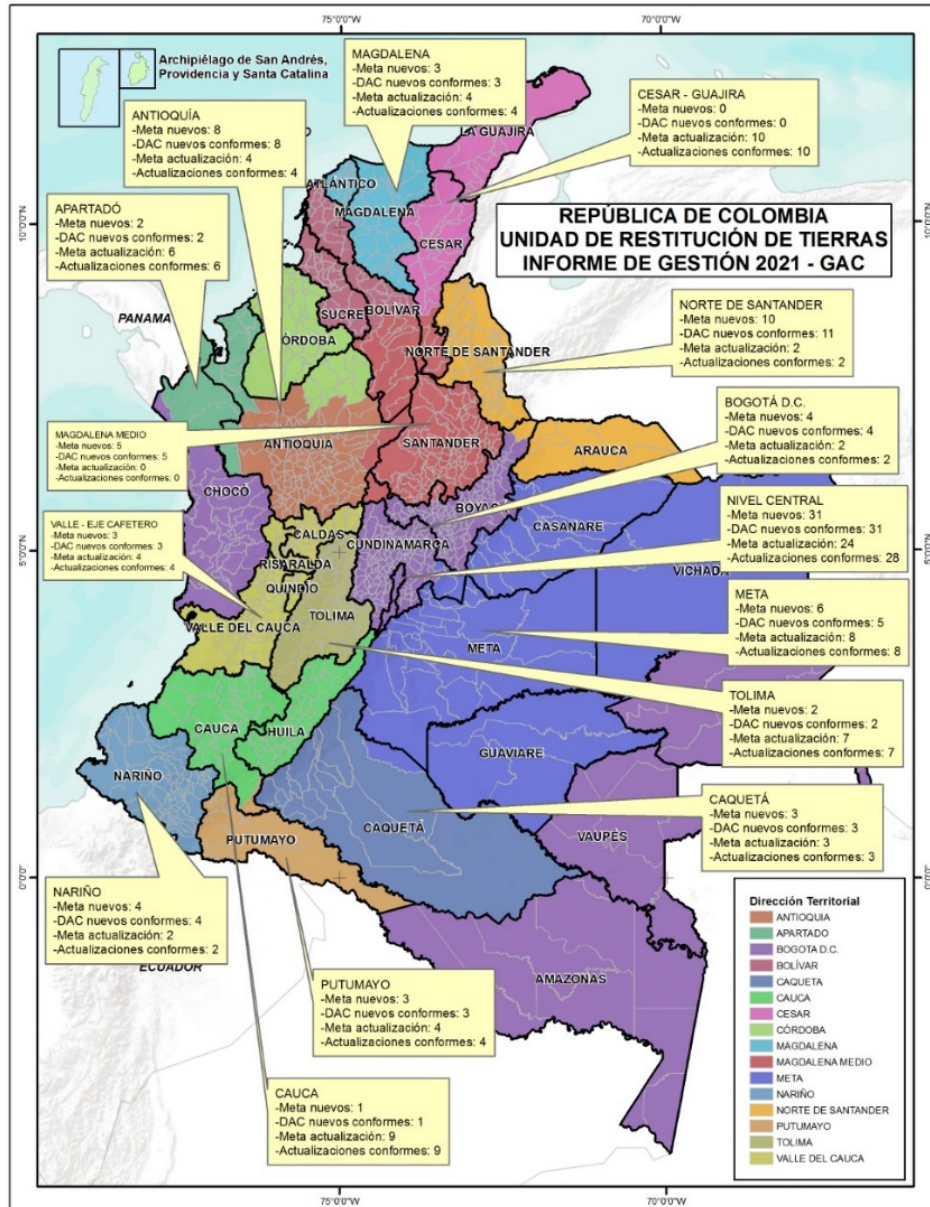 75°0'0"W
70°0'0"W
Archipiélago de San Andrés,
Providencia y Santa Catalina
MAGDALENA
-Meta nuevos: 3
-DAC nuevos conformes: 3
-Meta actualización: 4
-Actualizaciones conformes: 4
CESAR - GUAJIRA
-Meta nuevos: 0
-DAC nuevos conformes: 0
-Meta actualización: 10
-Actualizaciones conformes: 10
ANTIOQUÍA
-Meta nuevos: 8
-DAC nuevos conformes: 8
-Meta actualización: 4
-Actualizaciones conformes: 4
LA GUAJIRA
ATLÁNTICO
MAGDALENA
CESAR
APARTADÓ
-Meta nuevos: 2
-DAC nuevos conformes: 2
-Meta actualización: 6
-Actualizaciones conformes: 6
10°0'0"N
10°0'0"N
REPÚBLICA DE COLOMBIA
UNIDAD DE RESTITUCIÓN DE TIERRAS
INFORME DE GESTIÓN 2021 - GAC
PANAMA
SUCRE
BOLÍVAR
CÓRDOBA
NORTE DE SANTANDER
NORTE DE SANTANDER
-Meta nuevos: 10
-DAC nuevos conformes: 11
-Meta actualización: 2
-Actualizaciones conformes: 2
BOGOTÁ D.C.
-Meta nuevos: 4
-DAC nuevos conformes: 4
-Meta actualización: 2
-Actualizaciones conformes: 2
MAGDALENA MEDIO
-Meta nuevos: 5
-DAC nuevos conformes: 5
-Meta actualización: 0
-Actualizaciones conformes: 0
ANTIOQUIA
SANTANDER
ARAUCA
CHOCÓ
CASANARE
NIVEL CENTRAL
-Meta nuevos: 31
-DAC nuevos conformes: 31
-Meta actualización: 24
-Actualizaciones conformes: 28
VALLE - EJE CAFETERO
-Meta nuevos: 3
-DAC nuevos conformes: 3
-Meta actualización: 4
-Actualizaciones conformes: 4
CALDAS
CUNDINAMARCA
RISARALDA
QUINDIO
VICHADA
5°0'0"N
TOLIMA
VALLE DEL CAUCA
META
META
-Meta nuevos: 6
-DAC nuevos conformes: 5
-Meta actualización: 8
-Actualizaciones conformes: 8
TOLIMA
-Meta nuevos: 2
-DAC nuevos conformes: 2
-Meta actualización: 7
-Actualizaciones conformes: 7
CAUCA
HUILA
GUAVIARE
NARIÑO
PUTUMAYO
CAQUETÁ
VAUPÉS
CAQUETÁ
-Meta nuevos: 3
-DAC nuevos conformes: 3
-Meta actualización: 3
-Actualizaciones conformes: 3
0°0'0"
0°0'0"
NARIÑO
-Meta nuevos: 4
-DAC nuevos conformes: 4
-Meta actualización: 2
-Actualizaciones conformes: 2
ECUADOR
AMAZONAS
PUTUMAYO
-Meta nuevos: 3
-DAC nuevos conformes: 3
-Meta actualización: 4
-Actualizaciones conformes: 4
CAUCA
-Meta nuevos: 1
-DAC nuevos conformes: 1
-Meta actualización: 9
-Actualizaciones conformes: 9
Dirección Territorial
ANTIOQUIA
APARTADO
BOGOTA D.C.
BOLÍVAR
CAQUETA
CAUCA
CESAR
CÓRDOBA
MAGDALENA
MAGDALENA MEDIO
META
NARIÑO
NORTE DE SANTANDER
PUTUMAYO
TOLIMA
VALLE DEL CAUCA
75°0'0"W
70°0'0"W